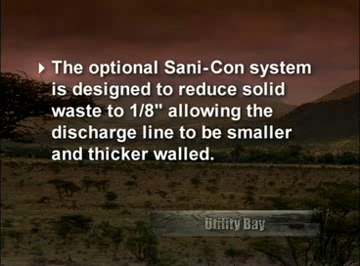 The optional Sani-Con system
is designed to reduce solid
waste to 1/8" allowing the
discharge line to be smaller
and thicker walled.
Utility Bay